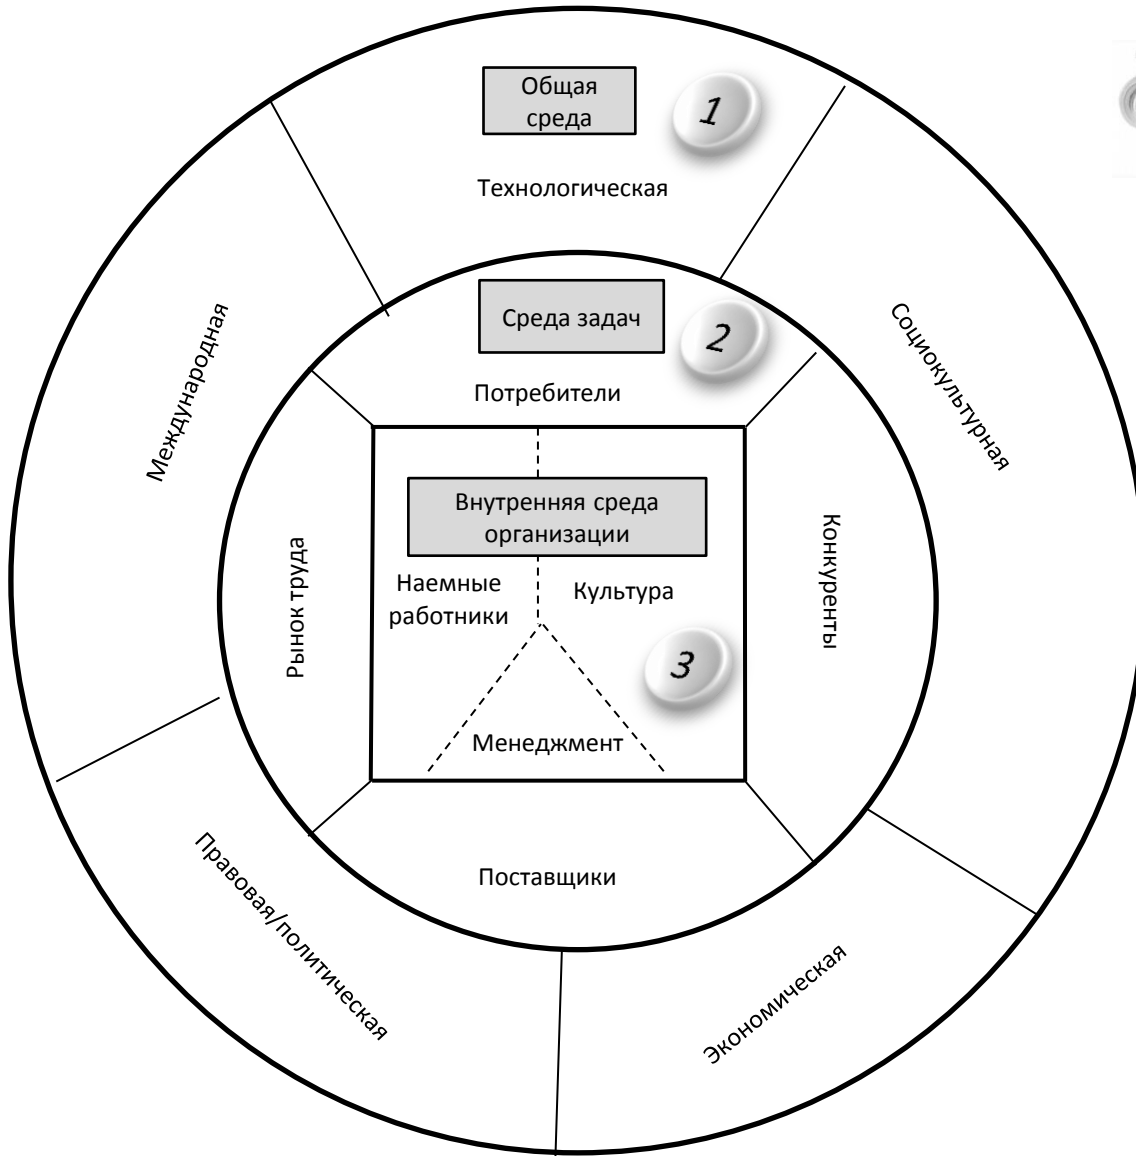 Общая
среда
1
Технологическая
Международная
Социокультурная
Среда задач
2
Потребители
Рынок труда
Внутренняя среда
организации
Наемные
работники
Культура
Конкуренты
3
Менеджмент
Поставщики
Правовая/политическая
Экономическая